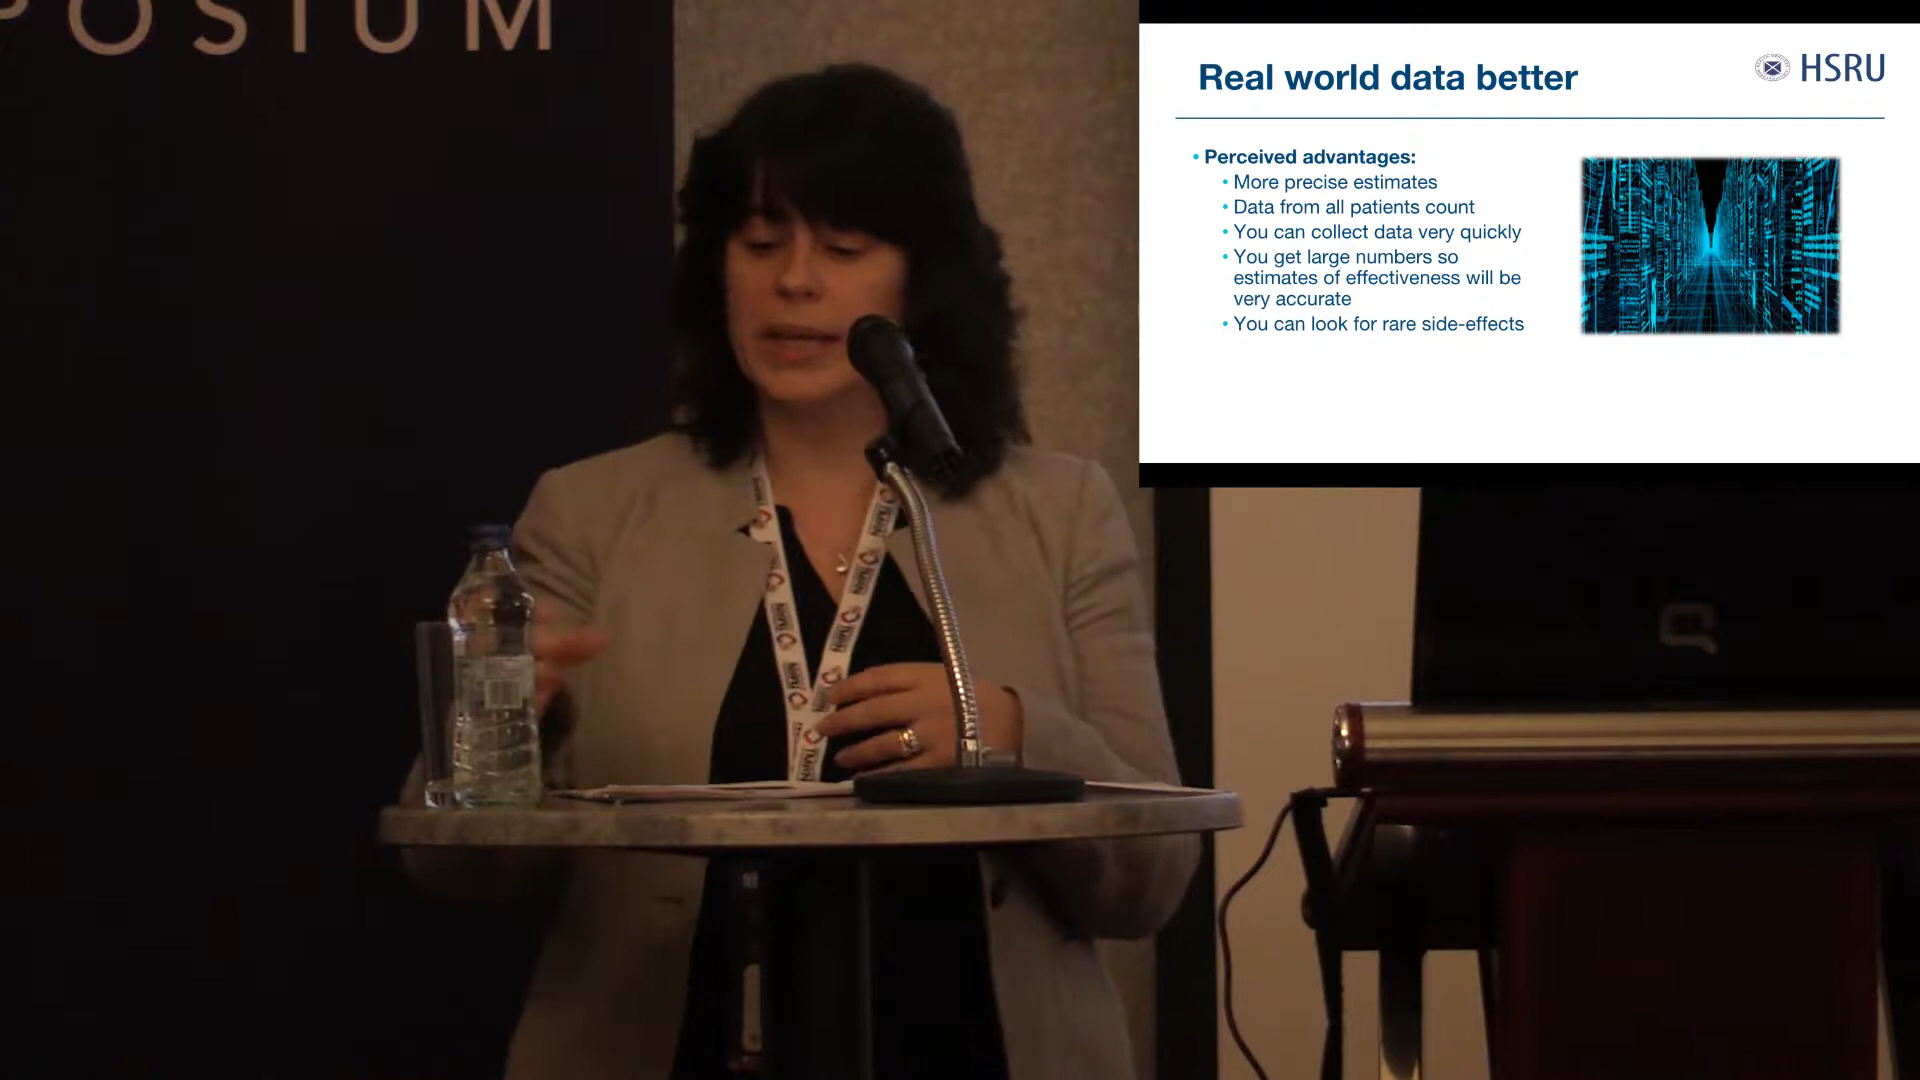 POSIUM
Real world data better
HSRU
• Perceived advantages:
• More precise estimates
• Data from all patients count
• You can collect data very quickly
• You get large numbers so
estimates of effectiveness will be
very accurate
• You can look for rare side-effects